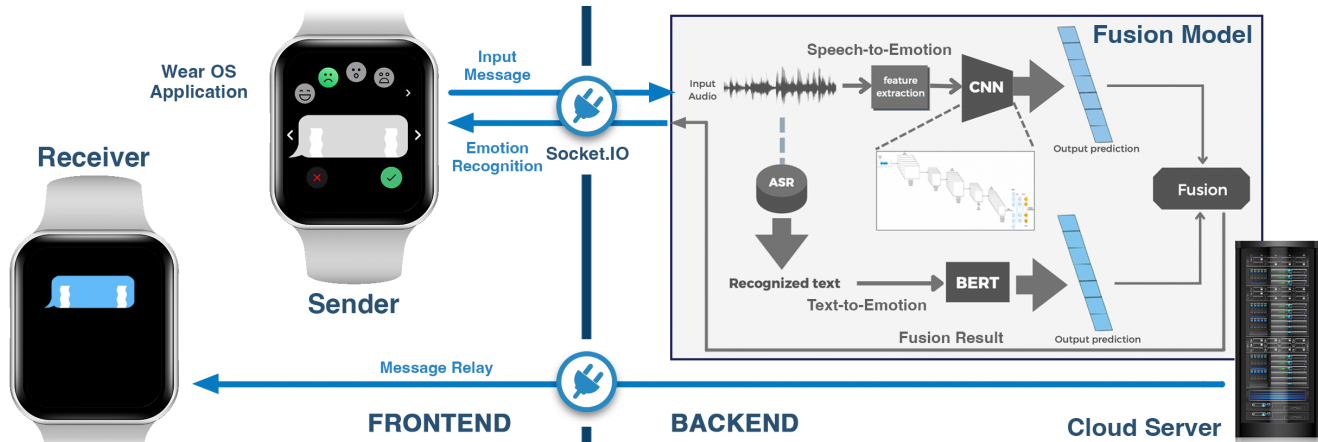 Wear OS
Application
Receiver
Sender
Input
Message
Emotion
Recognition
Socket.IO
Fusion Model
Speech-to-Emotion
Input
Audio
feature
extraction
CNN
Output prediction
ASR
Fusion
Recognized text
Text-to-Emotion
BERT
Output prediction
Fusion Result
Message Relay
FRONTEND
BACKEND
Cloud Server